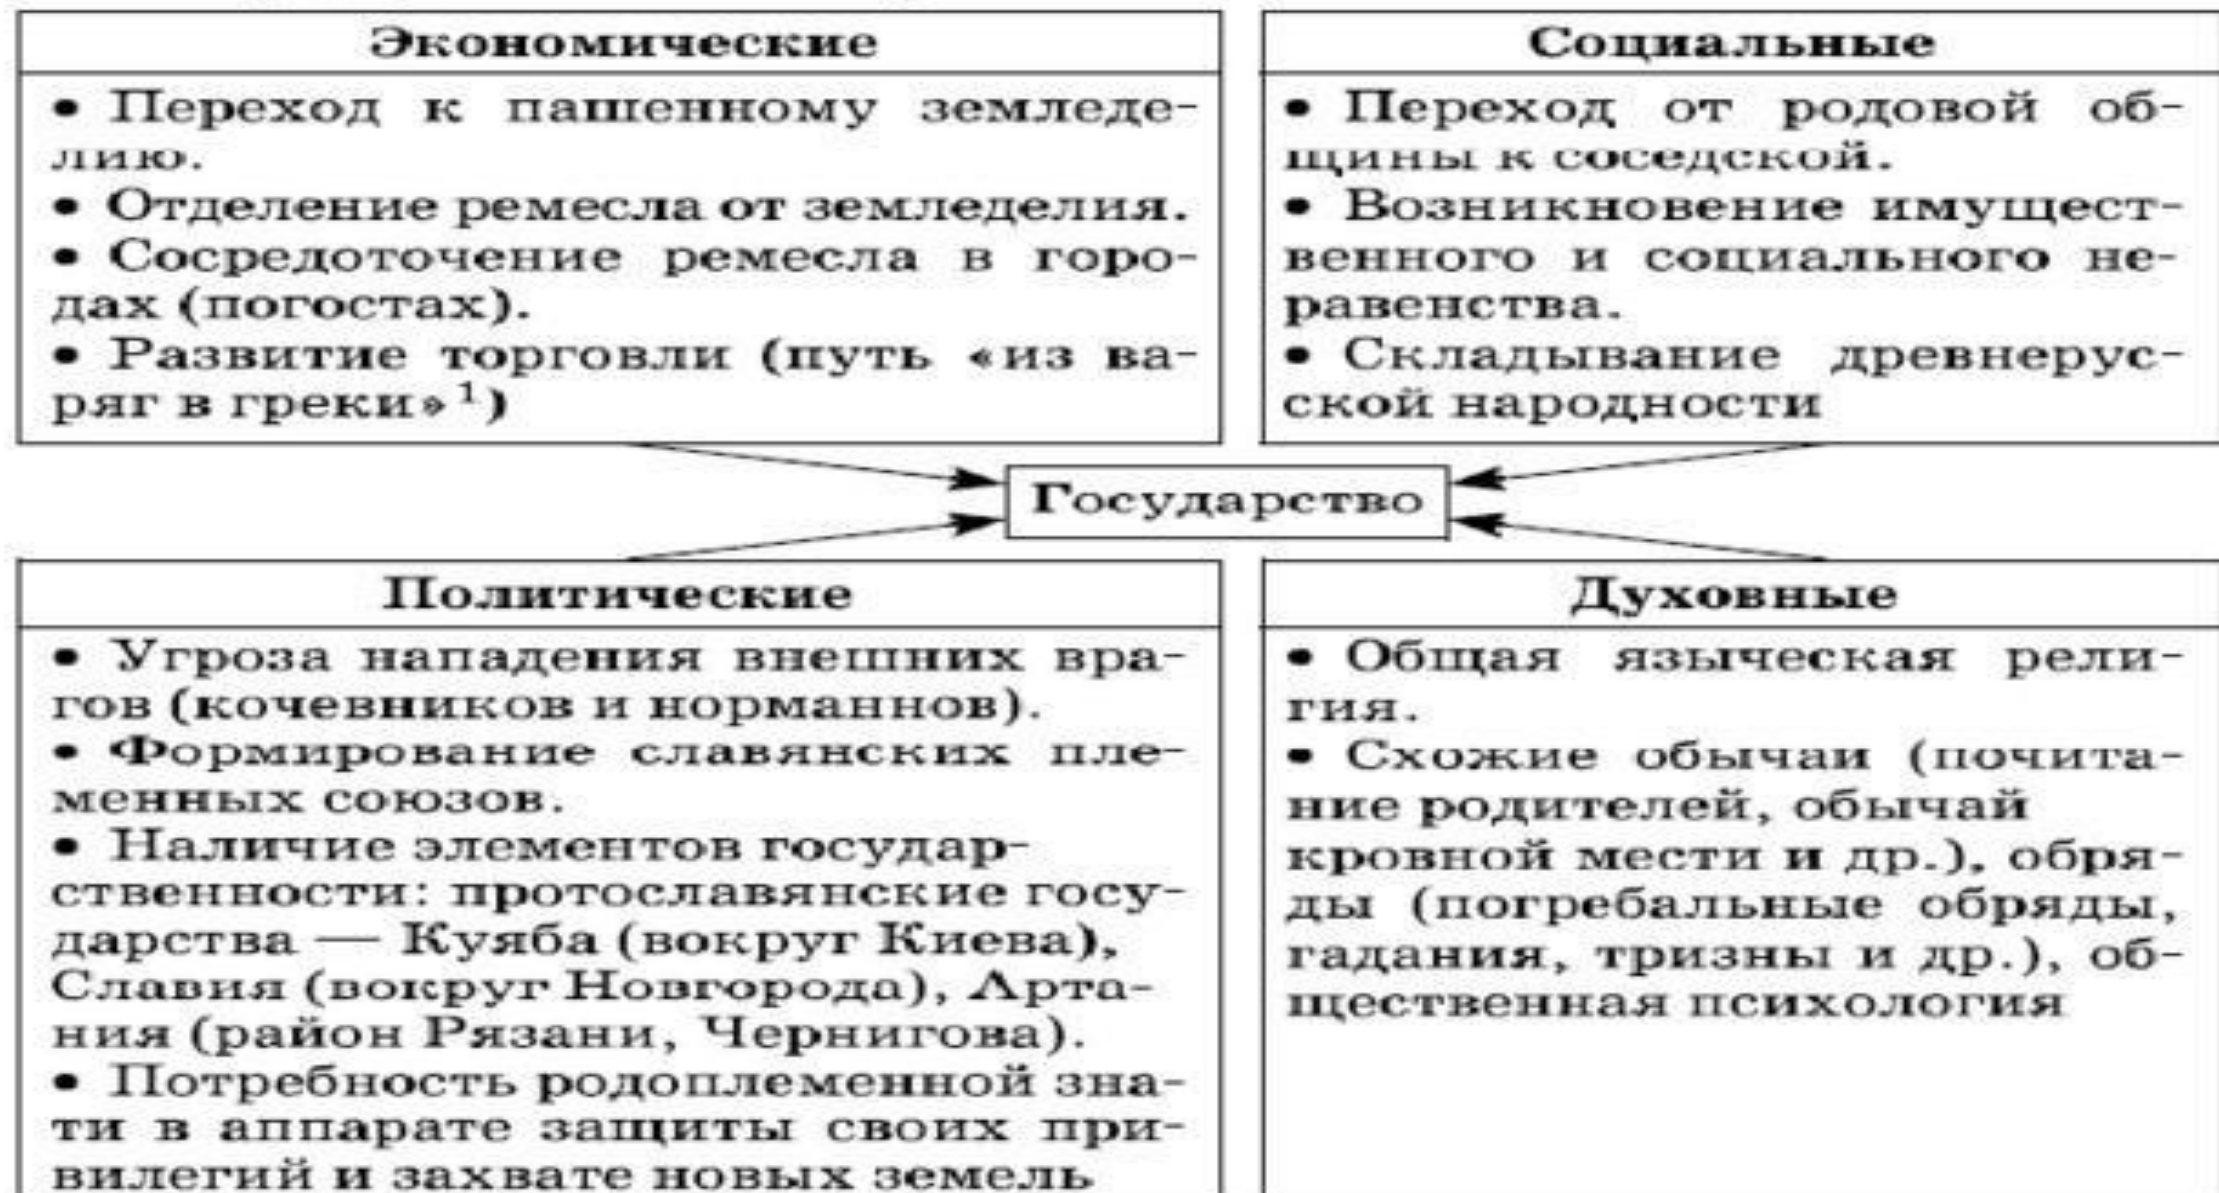 Экономические
• Переход к пашенному земледе-
лию.
• Отделение ремесла от земледелия.
• Сосредоточение ремесла в горо-
дах (погостах).
• Развитие торговли (путь «из ва-
ряг в греки»¹)
Социальные
• Переход от родовой об-
щины к соседской.
• Возникновение имущест-
венного и социального не-
равенства.
• Складывание древнерус-
ской народности
Государство
Политические
• Угроза нападения внешних вра-
гов (кочевников и норманнов).
• Формирование славянских пле-
менных союзов.
• Наличие элементов государ-
ственности: протославянские госу-
дарства — Куяба (вокруг Киева),
Славия (вокруг Новгорода), Арта-
ния (район Рязани, Чернигова).
• Потребность родоплеменной зна-
ти в аппарате защиты своих при-
вилегий и захвате новых земель
Духовные
• Общая языческая рели-
гия.
• Схожие обычаи (почита-
ние родителей, обычай
кровной мести и др.), обря-
ды (погребальные обряды,
гадания, тризны и др.), об-
щественная психология